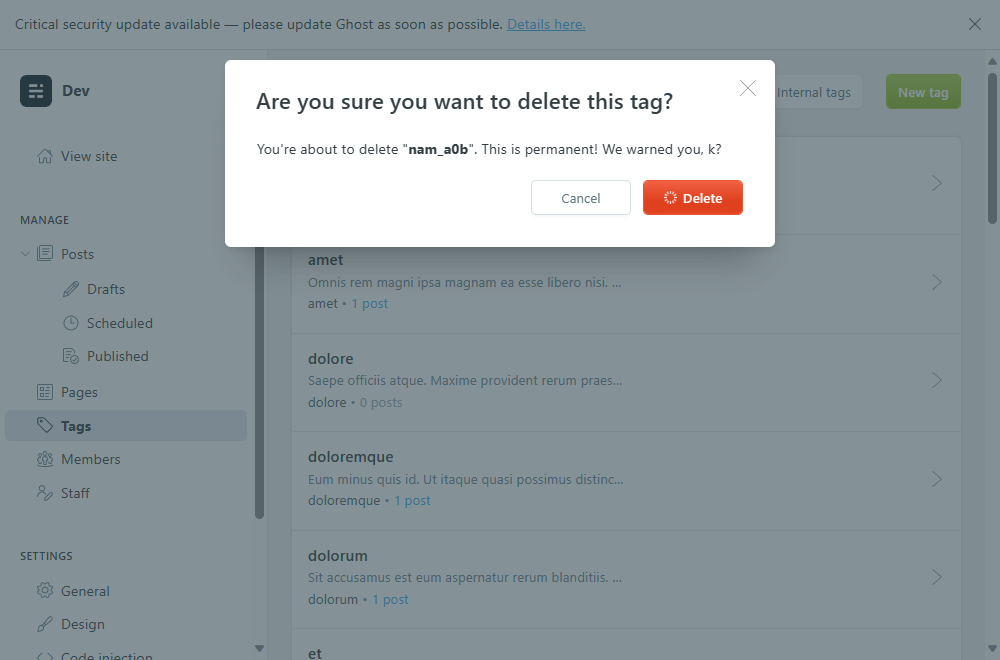 Critical security update available — please update Ghost as soon as possible. Details here.
Dev
View site
MANAGE
Posts
Drafts
Scheduled
Published
Pages
Tags
Members
Staff
SETTINGS
General
Design
Code injection
Internal tags
New tag
Are you sure you want to delete this tag?
You're about to delete "nam_a0b". This is permanent! We warned you, k?
Cancel
Delete
amet
Omnis rem magni ipsa magnam ea esse libero nisi. ...
amet • 1 post
dolore
Saepe officiis atque. Maxime provident rerum praes...
dolore • 0 posts
doloremque
Eum minus quis id. Ut itaque quasi possimus distinc...
doloremque • 1 post
dolorum
Sit accusamus est eum aspernatur rerum blanditiis. ...
dolorum • 1 post
et